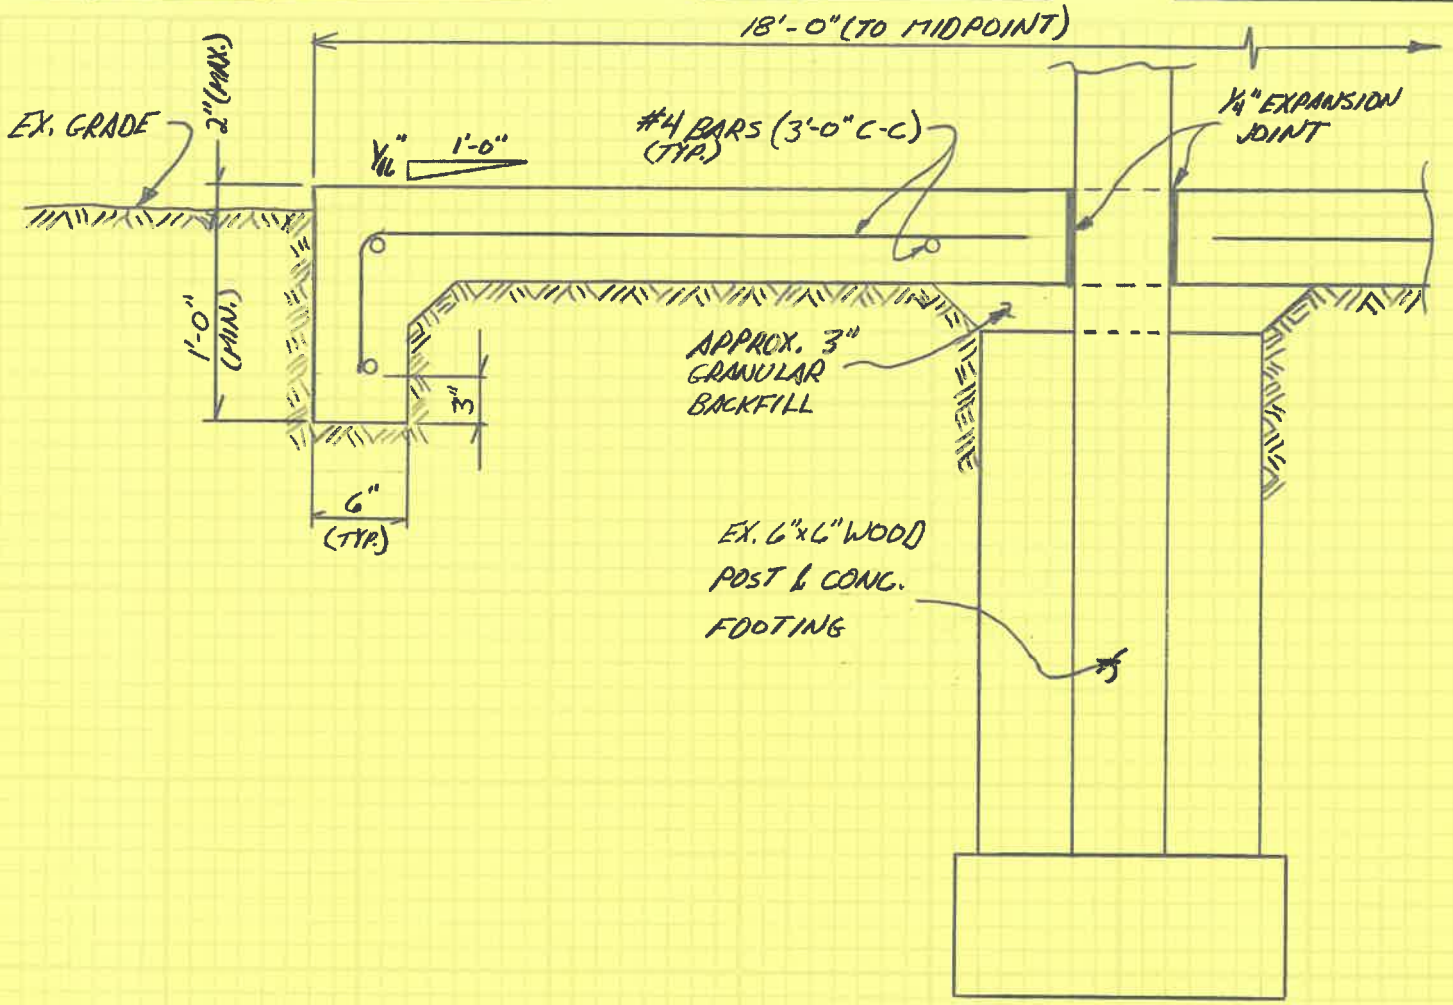 18'-0" (TO MIDPOINT)
2" (MAX.)
EX. GRADE
1/16"
1'-0"
#4 BARS (3'-0" C-C)
(TYP.)
1/4" EXPANSION
JOINT
1'-0"
(MIN.)
APPROX. 3"
GRANULAR
BACKFILL
3"
6"
(TYP.)
EX. 6"x6" WOOD
POST & CONC.
FOOTING